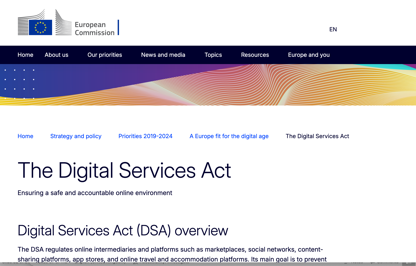 European
Commission
EN
Home About us Our priorities News and media Topics Resources Europe and you
Home Strategy and policy Priorities 2019-2024 A Europe fit for the digital age The Digital Services Act
The Digital Services Act
Ensuring a safe and accountable online environment
Digital Services Act (DSA) overview
The DSA regulates online intermediaries and platforms such as marketplaces, social networks, content-
sharing platforms, app stores, and online travel and accommodation platforms. Its main goal is to prevent